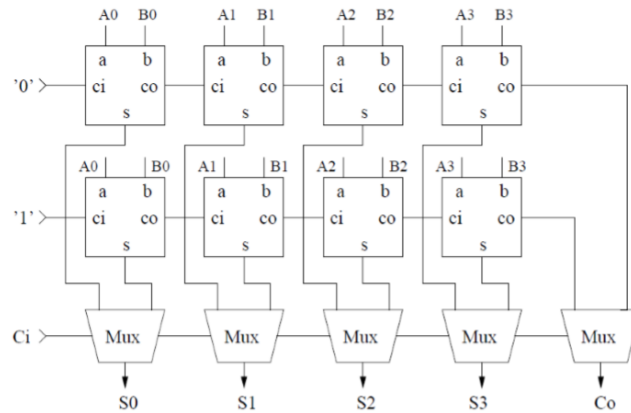 A0 B0 A1 B1 A2 B2 A3 B3
a b a b a b a b
'0' ci co ci co ci co ci co
s s s s
A0 B0 A1 B1 A2 B2 A3 B3
a b a b a b a b
'1' ci co ci co ci co ci co
s s s s
Ci Mux Mux Mux Mux Mux
S0 S1 S2 S3 Co